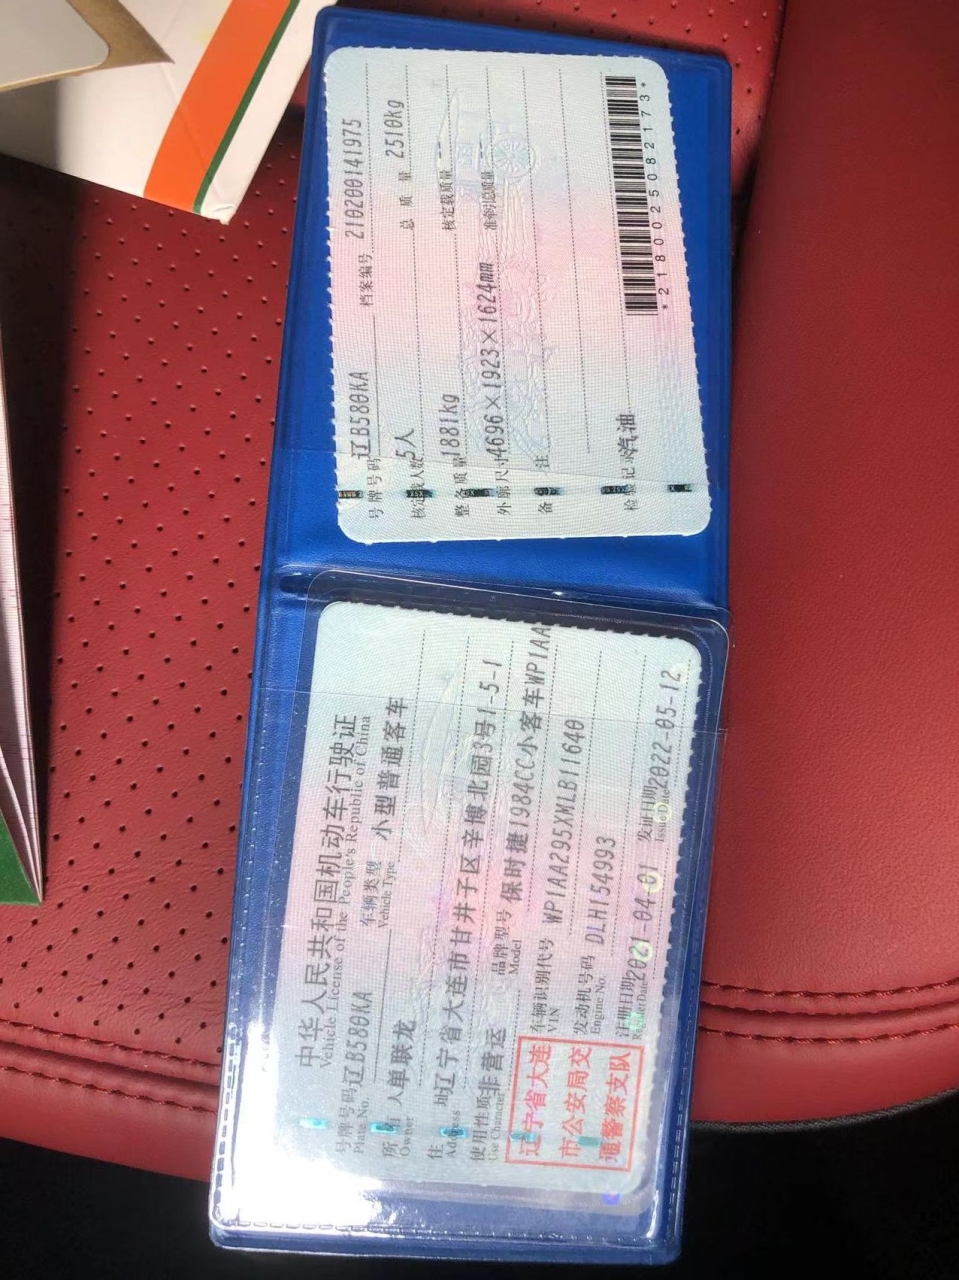 中华人民共和国机动车行驶证
Vehicle License of the People's Republic of China
号牌号码 辽B580KA 车辆类型 小型普通客车
Plate No. Vehicle Type
所有人 单联龙
Owner
住址 辽宁省大连市甘井子区辛博北园3号1-5-1
Address
使用性质 非营运 品牌型号 保时捷1984CC小客车WP1AA
Use Character Model
辽宁省大连
市公安局交
通警察支队
车辆识别代号 WP1AA295XMLB11640
VIN
发动机号码 DLH154993
Engine No.
注册日期 2021-04-01 发证日期 2022-05-12
Register Date Issue Date
号牌号码 辽B580KA 档案编号 210200141975
核定载人数 5人 总质量 2510kg
整备质量 1881kg 核定载质量
外廓尺寸 4696×1923×1624mm 准牵引总质量
备注
检验记录 汽油
*2180025082173*